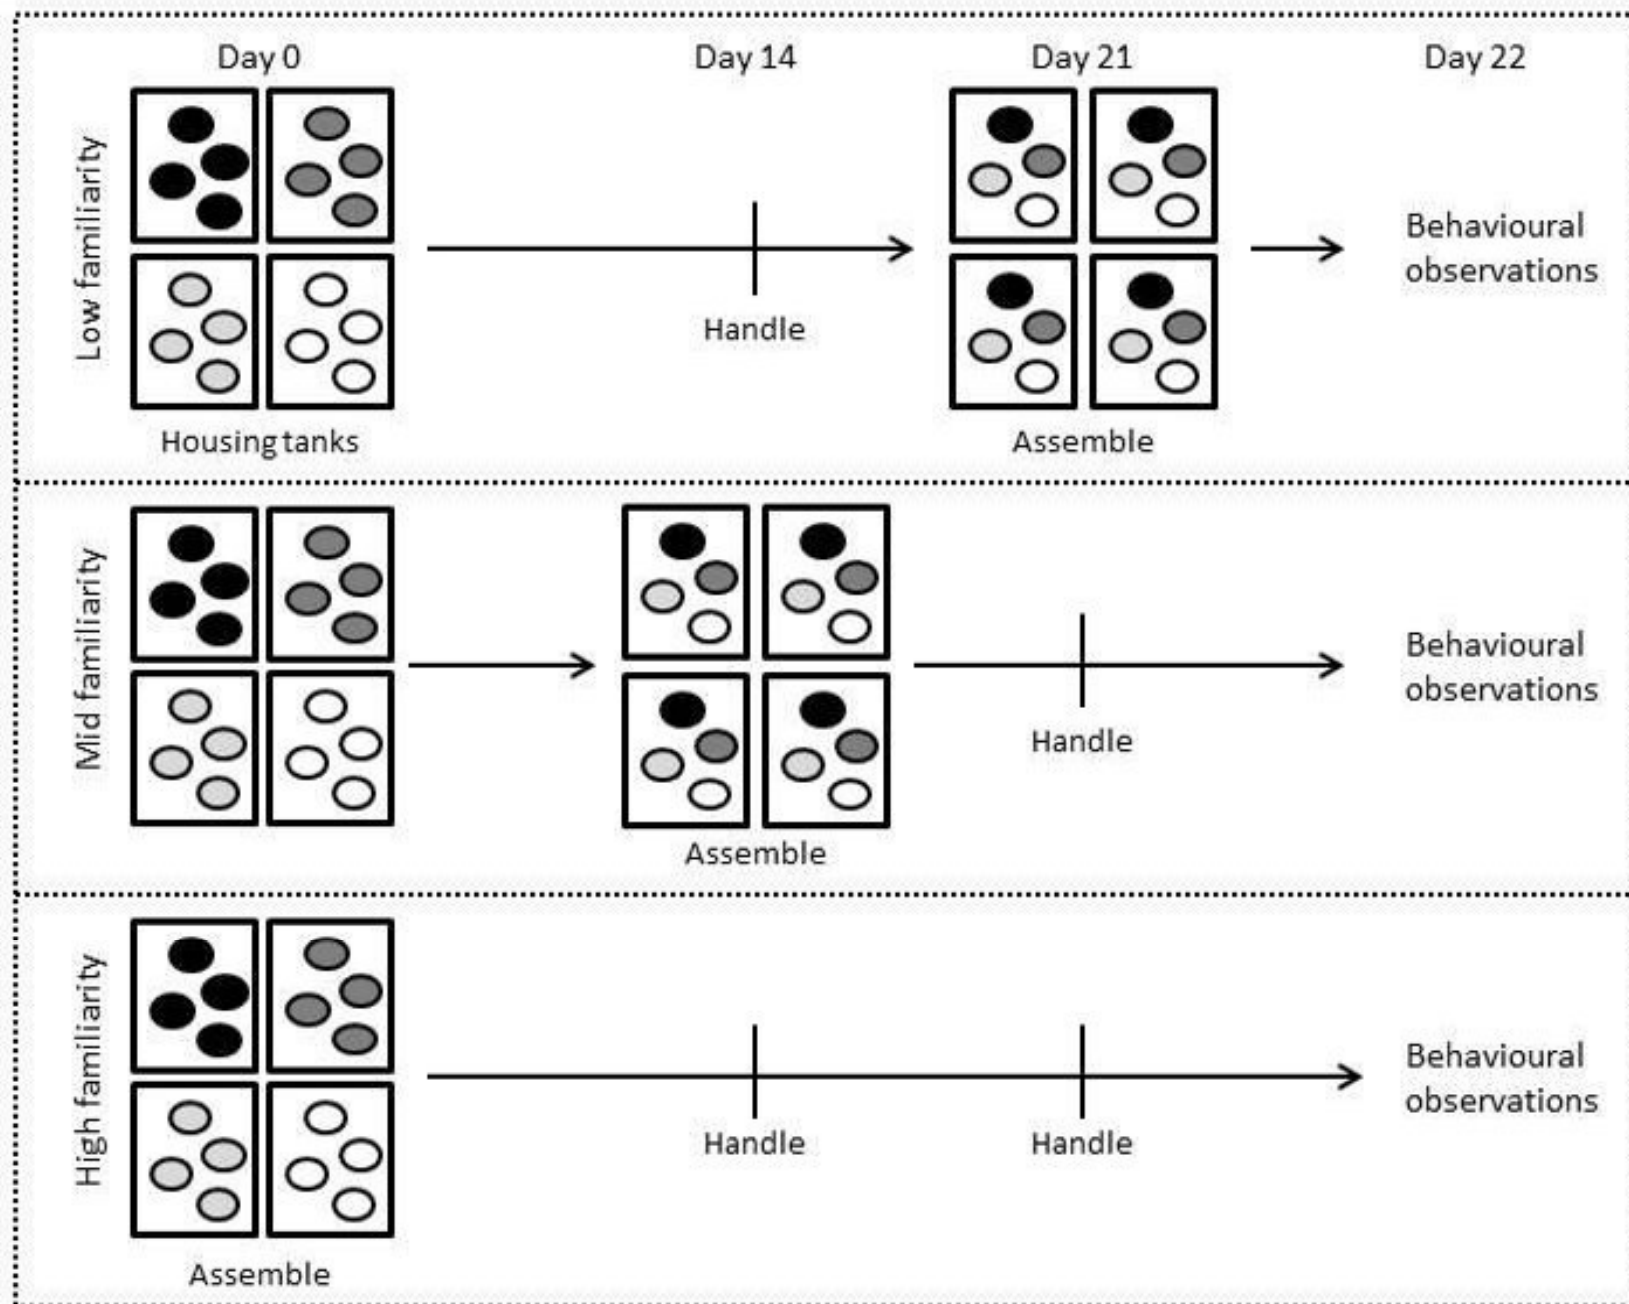 Day 0
Day 14
Day 21
Day 22
Low familiarity
Handle
Behavioural
observations
Housing tanks
Assemble
Mid familiarity
Assemble
Handle
Behavioural
observations
High familiarity
Assemble
Handle
Handle
Behavioural
observations